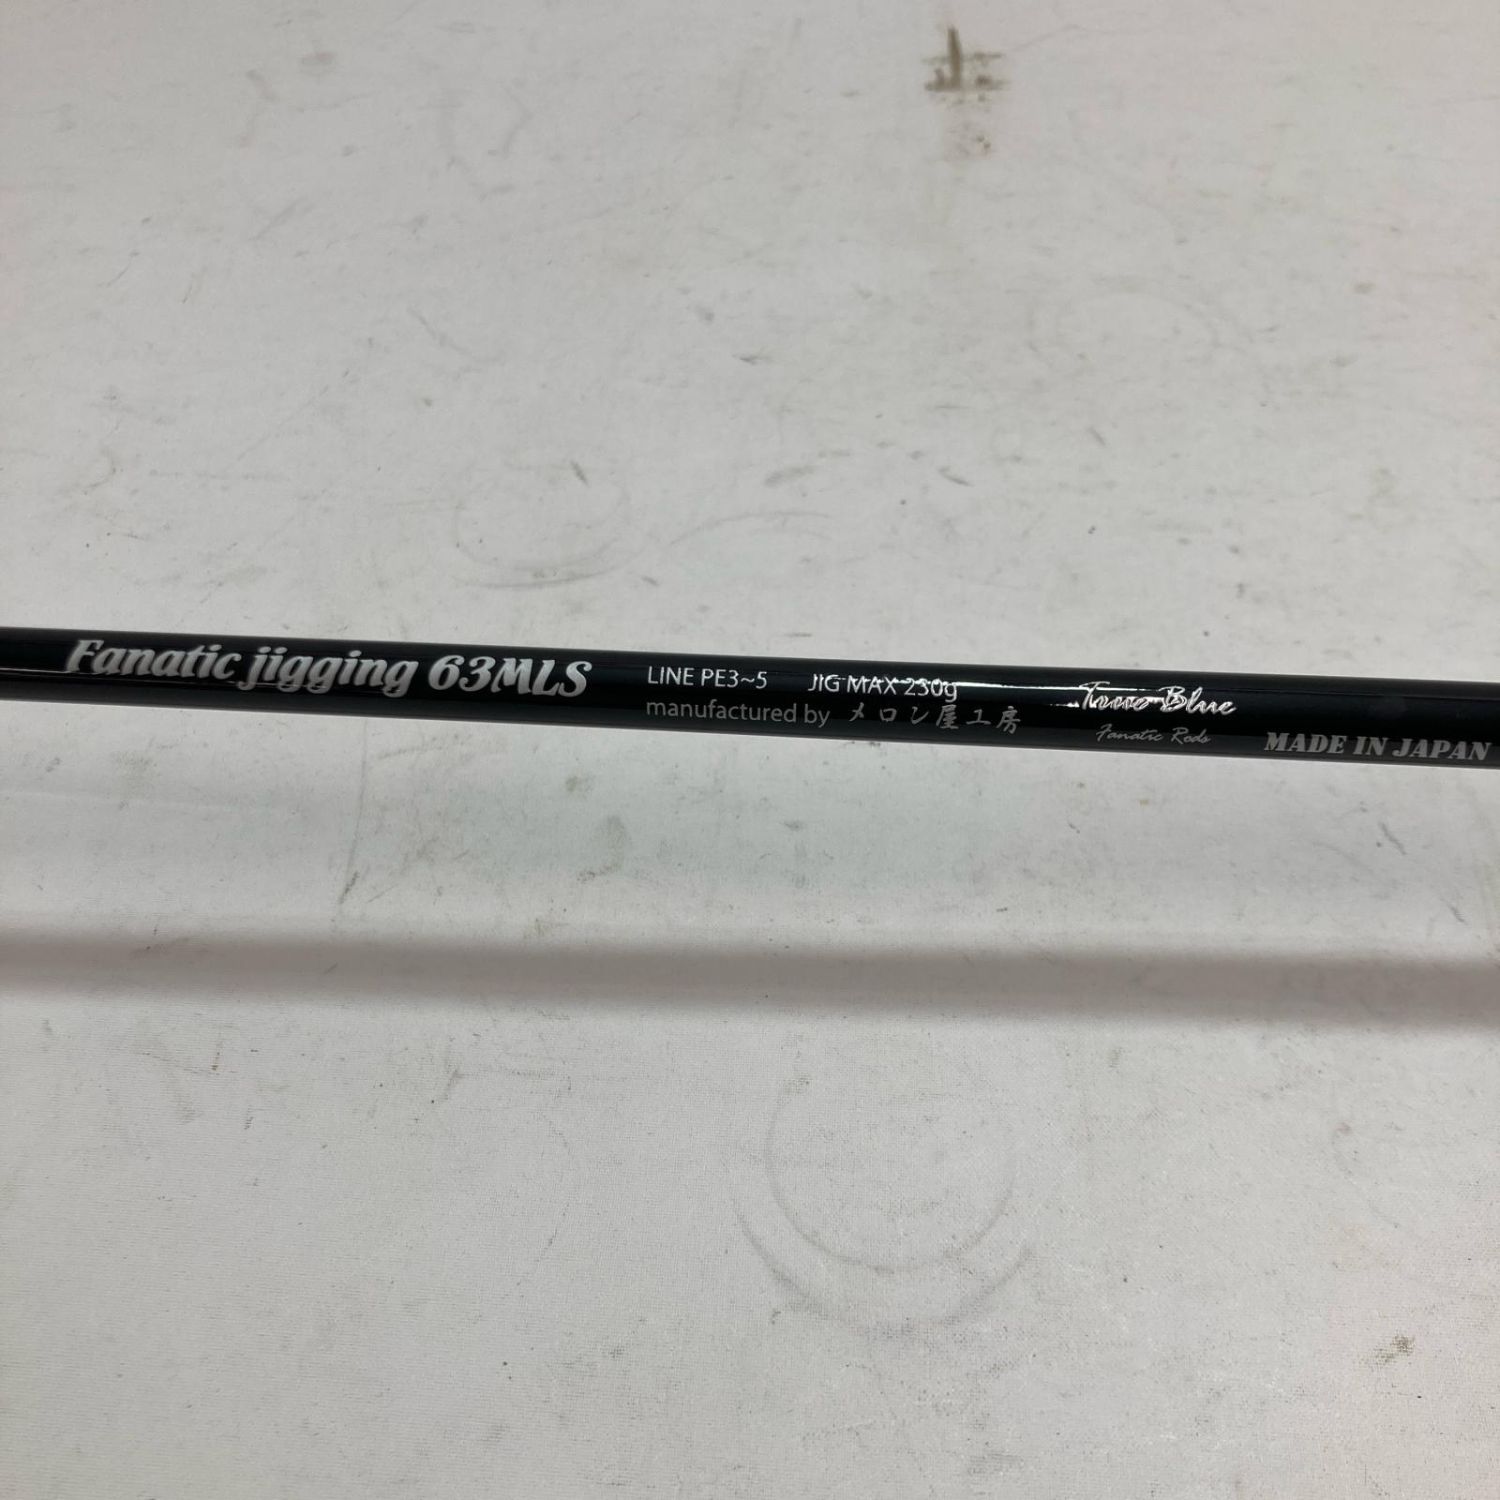 Fanatic jigging 63MLS
LINE PE3~5 JIG MAX 230g
manufactured by メロン屋工房
Blue
Fanatic Rods
MADE IN JAPAN